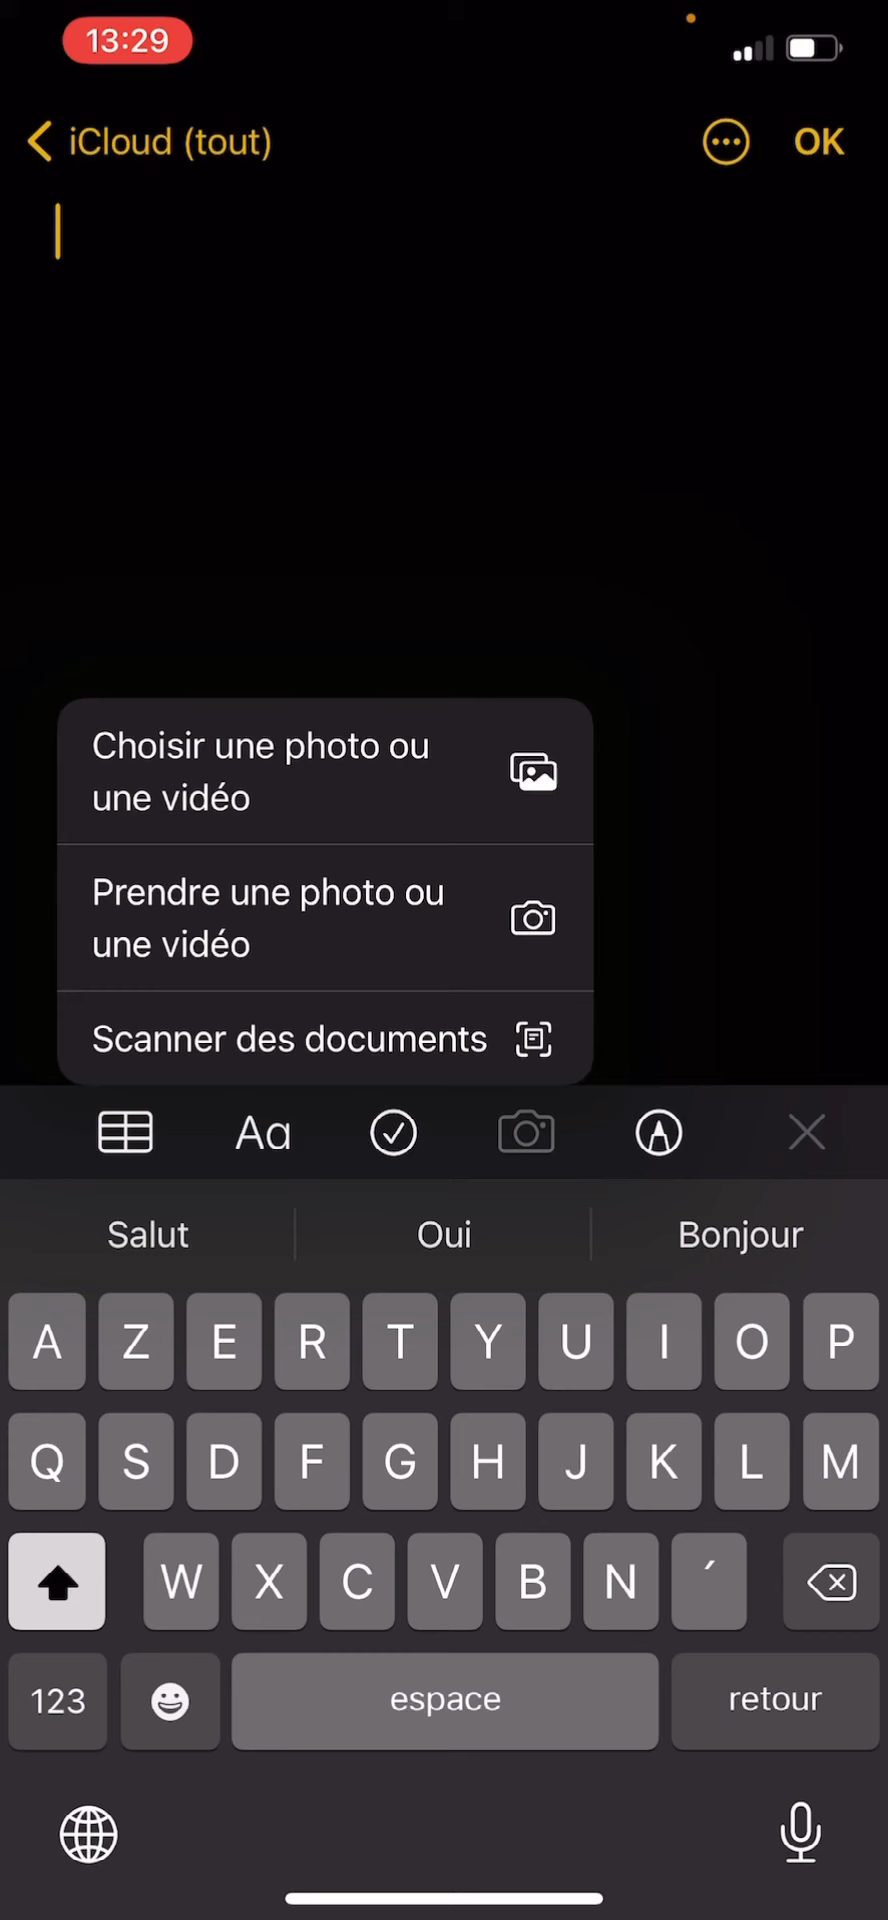 13:29
iCloud (tout)
OK
Choisir une photo ou
une vidéo
Prendre une photo ou
une vidéo
Scanner des documents
Aa
Salut Oui Bonjour
A Z E R T Y U I O P
Q S D F G H J K L M
W X C V B N ´
123 espace retour